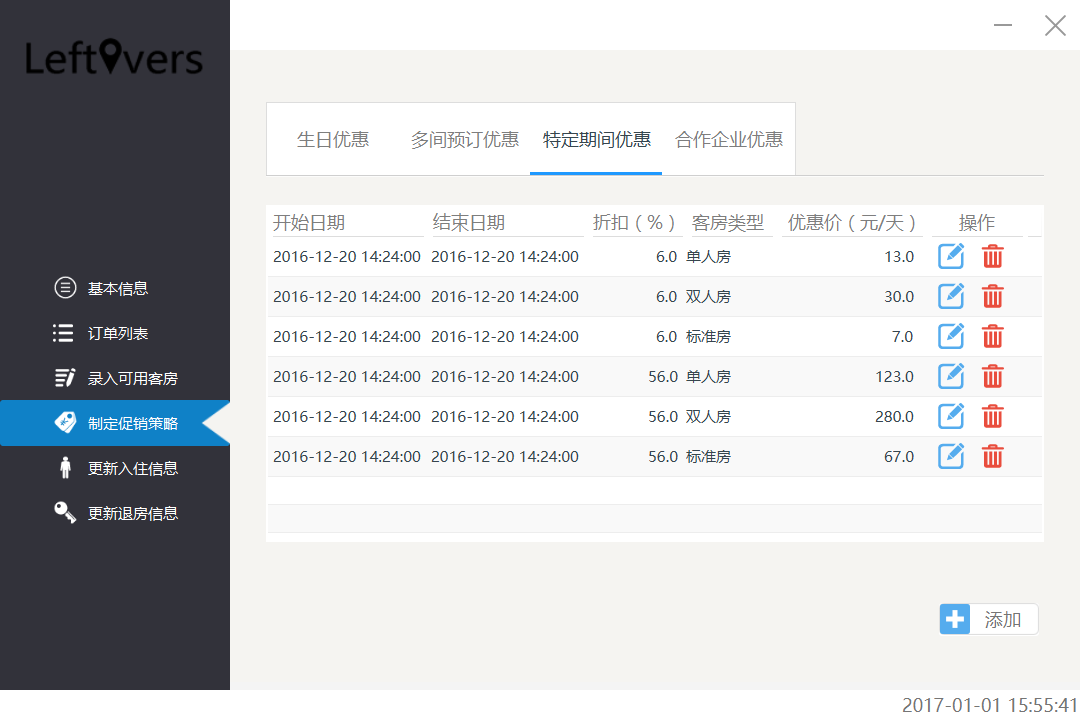 LeftOvers
基本信息
订单列表
录入可用客房
制定促销策略
更新入住信息
更新退房信息
生日优惠 多间预订优惠 特定期间优惠 合作企业优惠
开始日期 结束日期 折扣（%） 客房类型 优惠价（元/天） 操作
2016-12-20 14:24:00 2016-12-20 14:24:00 6.0 单人房 13.0
2016-12-20 14:24:00 2016-12-20 14:24:00 6.0 双人房 30.0
2016-12-20 14:24:00 2016-12-20 14:24:00 6.0 标准房 7.0
2016-12-20 14:24:00 2016-12-20 14:24:00 56.0 单人房 123.0
2016-12-20 14:24:00 2016-12-20 14:24:00 56.0 双人房 280.0
2016-12-20 14:24:00 2016-12-20 14:24:00 56.0 标准房 67.0
添加
2017-01-01 15:55:41